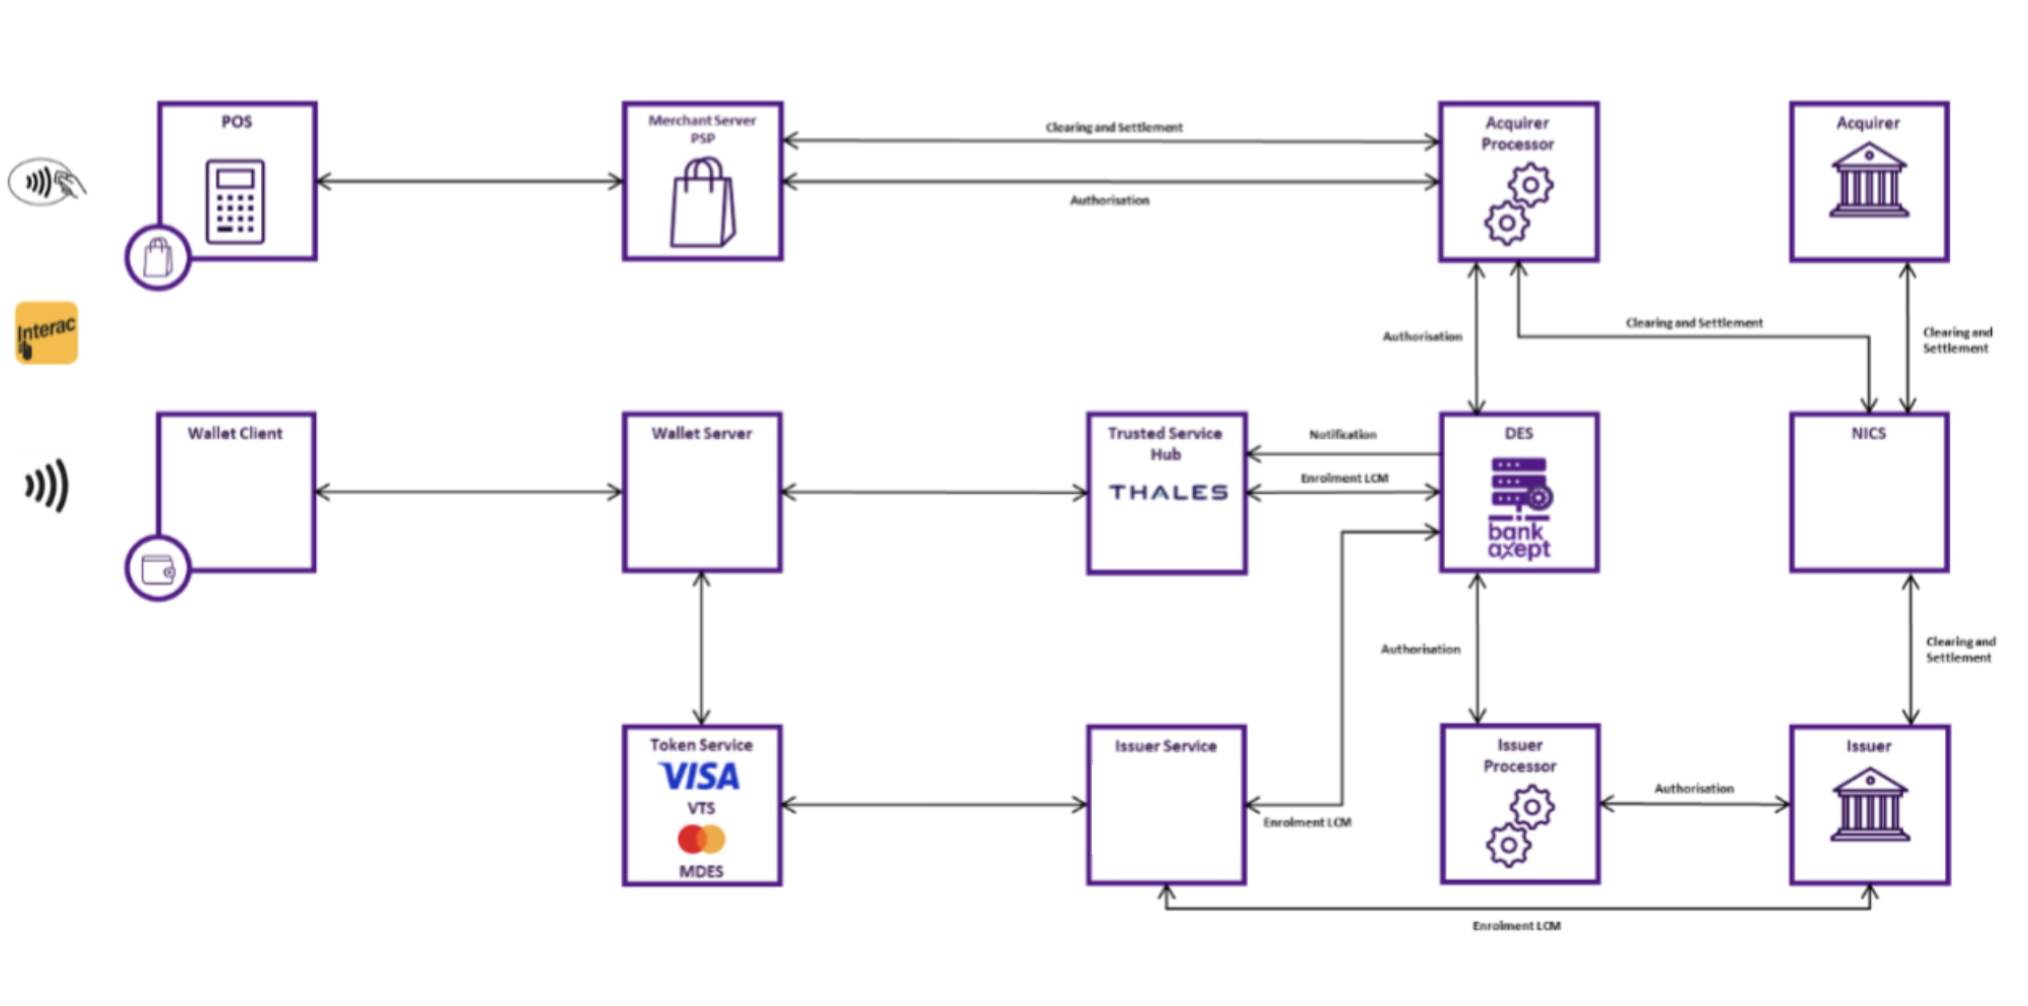 POS
Merchant Server
PSP
Clearing and Settlement
Authorisation
Acquirer
Processor
Acquirer
Interac
Authorisation
Clearing and Settlement
Clearing and
Settlement
Wallet Client
Wallet Server
Trusted Service
Hub
THALES
Notification
Enrolment LCM
DES
bank
axept
NICS
Authorisation
Clearing and
Settlement
Token Service
VISA
VTS
MDES
Issuer Service
Enrolment LCM
Issuer
Processor
Authorisation
Issuer
Enrolment LCM